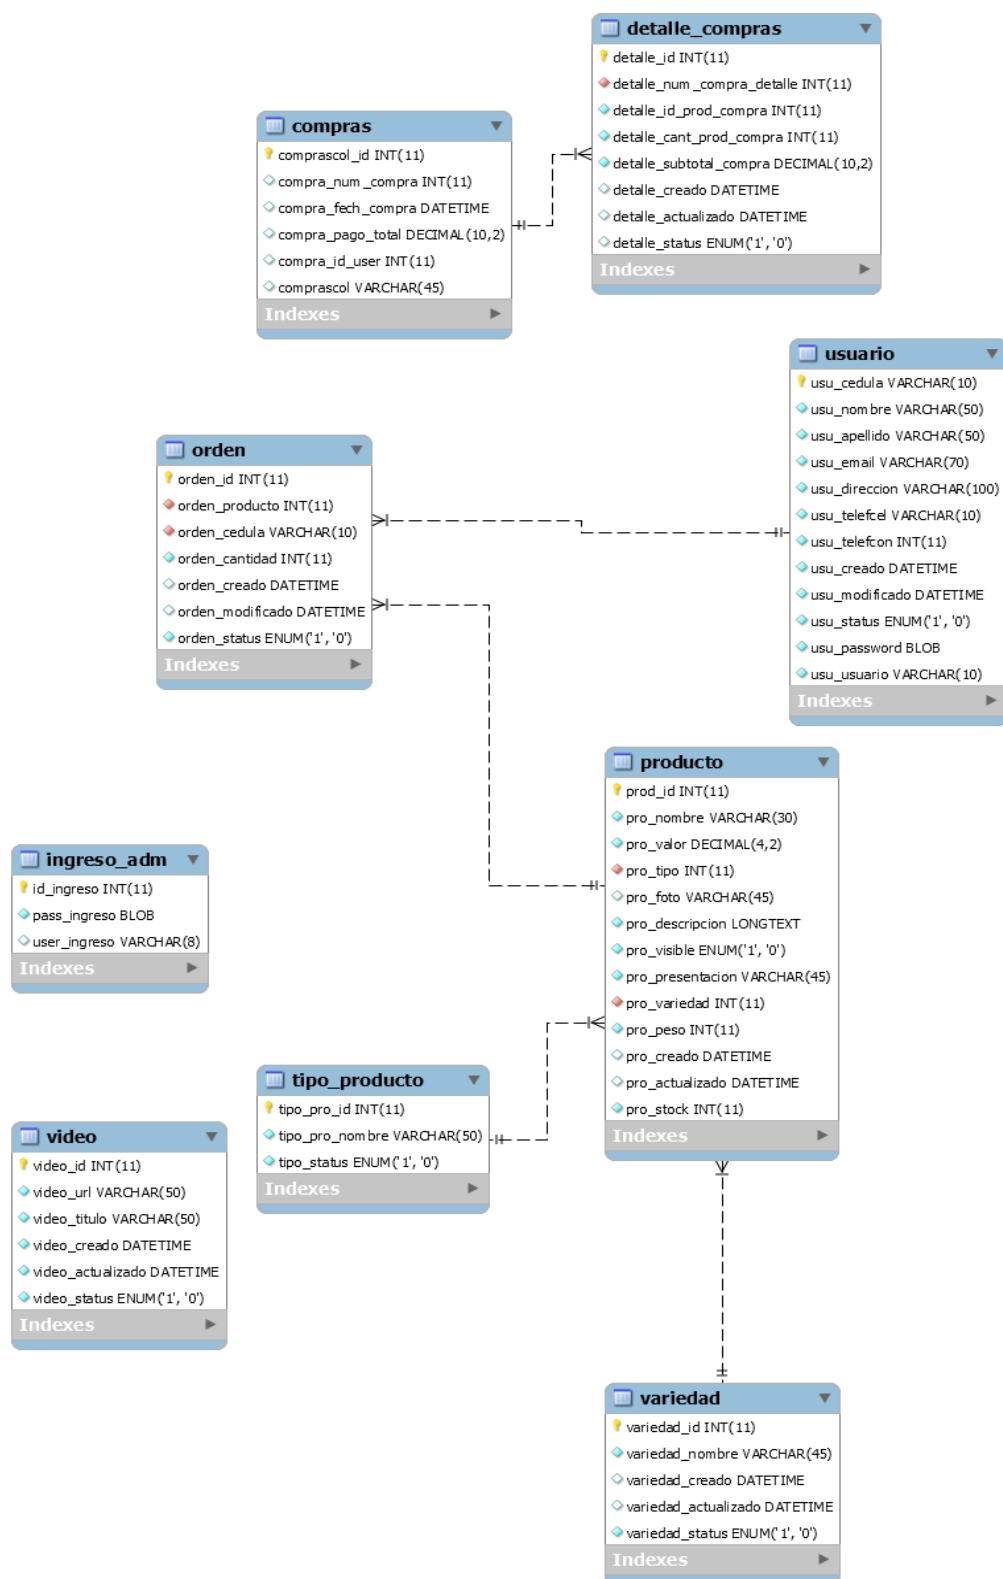 detalle_compras
detalle_id INT(11)
detalle_num_compra_detalle INT(11)
detalle_id_prod_compra INT(11)
detalle_cant_prod_compra INT(11)
detalle_subtotal_compra DECIMAL(10,2)
detalle_creado DATETIME
detalle_actualizado DATETIME
detalle_status ENUM('1', '0')
Indexes
compras
comprascol_id INT(11)
compra_num_compra INT(11)
compra_fech_compra DATETIME
compra_pago_total DECIMAL(10,2)
compra_id_user INT(11)
comprascol VARCHAR(45)
Indexes
usuario
usu_cedula VARCHAR(10)
usu_nombre VARCHAR(50)
usu_apellido VARCHAR(50)
usu_email VARCHAR(70)
usu_direccion VARCHAR(100)
usu_telefcel VARCHAR(10)
usu_telefcon INT(11)
usu_creado DATETIME
usu_modificado DATETIME
usu_status ENUM('1', '0')
usu_password BLOB
usu_usuario VARCHAR(10)
Indexes
orden
orden_id INT(11)
orden_producto INT(11)
orden_cedula VARCHAR(10)
orden_cantidad INT(11)
orden_creado DATETIME
orden_modificado DATETIME
orden_status ENUM('1', '0')
Indexes
producto
prod_id INT(11)
pro_nombre VARCHAR(30)
pro_valor DECIMAL(4,2)
pro_tipo INT(11)
pro_foto VARCHAR(45)
pro_descripcion LONGTEXT
pro_visible ENUM('1', '0')
pro_presentacion VARCHAR(45)
pro_variedad INT(11)
pro_peso INT(11)
pro_creado DATETIME
pro_actualizado DATETIME
pro_stock INT(11)
Indexes
ingreso_adm
id_ingreso INT(11)
pass_ingreso BLOB
user_ingreso VARCHAR(8)
Indexes
tipo_producto
tipo_pro_id INT(11)
tipo_pro_nombre VARCHAR(50)
tipo_status ENUM('1', '0')
Indexes
video
video_id INT(11)
video_url VARCHAR(50)
video_titulo VARCHAR(50)
video_creado DATETIME
video_actualizado DATETIME
video_status ENUM('1', '0')
Indexes
variedad
variedad_id INT(11)
variedad_nombre VARCHAR(45)
variedad_creado DATETIME
variedad_actualizado DATETIME
variedad_status ENUM('1', '0')
Indexes